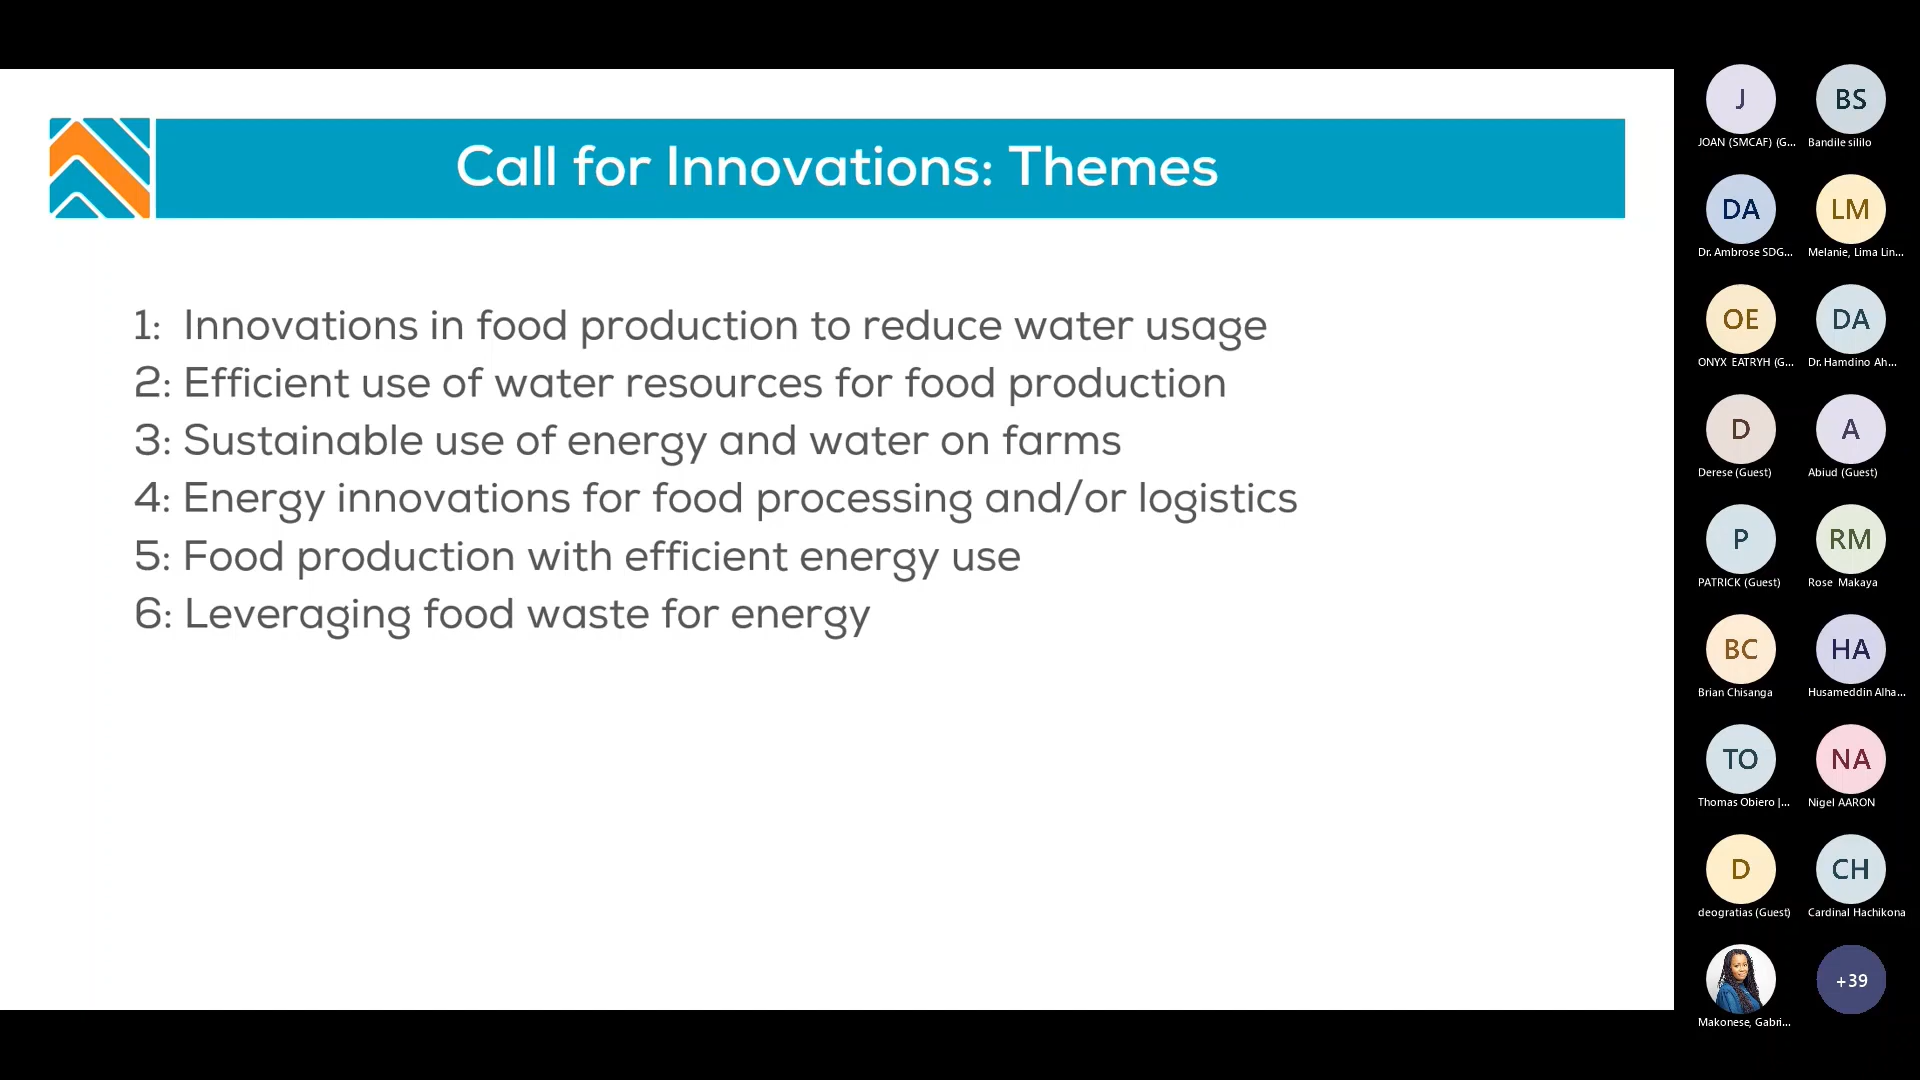 Call for Innovations: Themes
1: Innovations in food production to reduce water usage
2: Efficient use of water resources for food production
3: Sustainable use of energy and water on farms
4: Energy innovations for food processing and/or logistics
5: Food production with efficient energy use
6: Leveraging food waste for energy
J BS
JOAN (SMCAF) (G... Bandile sililo
DA LM
Dr. Ambrose SDG... Melanie, Lima Lin...
OE DA
ONYX EATRYH (G... Dr. Hamdino Ah...
D A
Derese (Guest) Abiud (Guest)
P RM
PATRICK (Guest) Rose Makaya
BC HA
Brian Chisanga Husameddin Alha...
TO NA
Thomas Obiero |... Nigel AARON
D CH
deogratias (Guest) Cardinal Hachikona
+39
Makonese, Gabri...